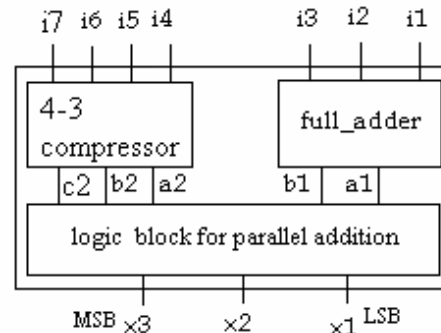 i7 i6 i5 i4 i3 i2 i1
4-3
compressor
full_adder
c2 b2 a2 b1 a1
logic block for parallel addition
MSB x3 x2 x1 LSB